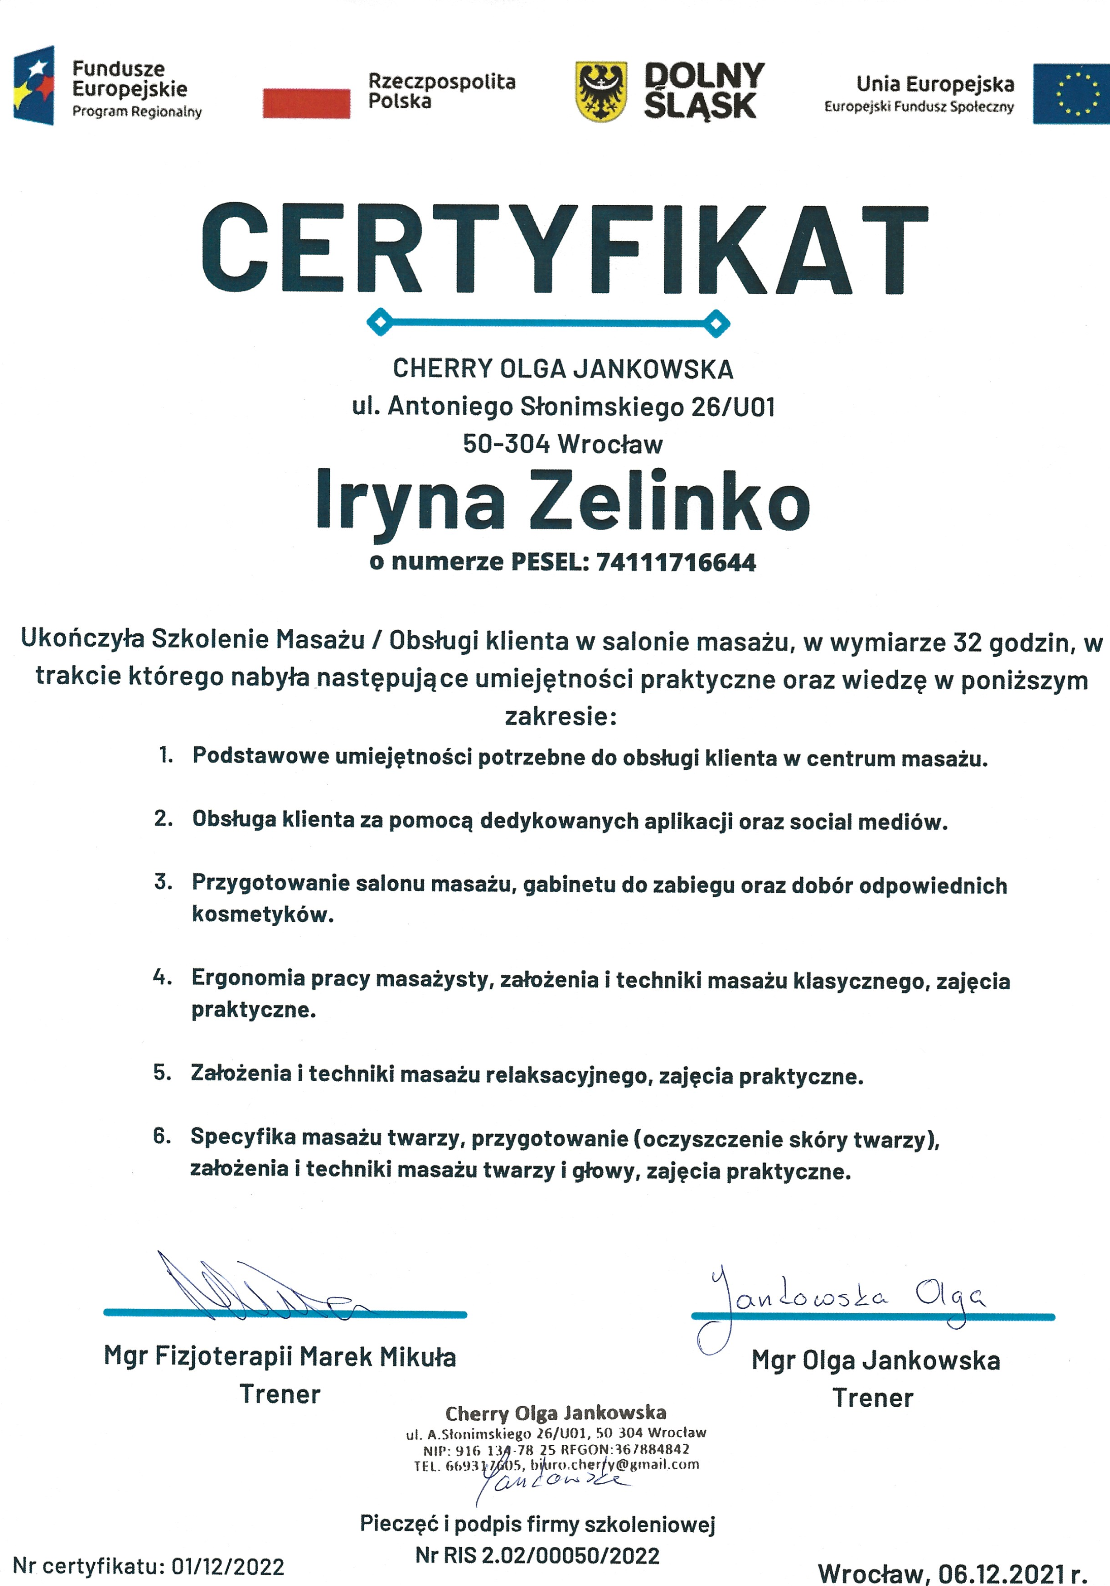 Fundusze
Europejskie
Program Regionalny
Rzeczpospolita
Polska
DOLNY
ŚLĄSK
Unia Europejska
Europejski Fundusz Społeczny
CERTYFIKAT
CHERRY OLGA JANKOWSKA
ul. Antoniego Słonimskiego 26/U01
50-304 Wrocław
Iryna Zelinko
o numerze PESEL: 74111716644
Ukończyła Szkolenie Masażu / Obsługi klienta w salonie masażu, w wymiarze 32 godzin, w
trakcie którego nabyła następujące umiejętności praktyczne oraz wiedzę w poniższym
zakresie:
1. Podstawowe umiejętności potrzebne do obsługi klienta w centrum masażu.
2. Obsługa klienta za pomocą dedykowanych aplikacji oraz social mediów.
3. Przygotowanie salonu masażu, gabinetu do zabiegu oraz dobór odpowiednich
kosmetyków.
4. Ergonomia pracy masażysty, założenia i techniki masażu klasycznego, zajęcia
praktyczne.
5. Założenia i techniki masażu relaksacyjnego, zajęcia praktyczne.
6. Specyfika masażu twarzy, przygotowanie (oczyszczenie skóry twarzy),
założenia i techniki masażu twarzy i głowy, zajęcia praktyczne.
Jankowska Olga
Mgr Fizjoterapii Marek Mikuła
Trener
Mgr Olga Jankowska
Trener
Cherry Olga Jankowska
ul. A.Słonimskiego 26/U01, 50 304 Wrocław
NIP: 916 134-78 25 REGON:367884842
TEL. biuro.cherry@gmail.com
Jankowska
Pieczęć i podpis firmy szkoleniowej
Nr RIS 2.02/00050/2022
Nr certyfikatu: 01/12/2022
Wrocław, 06.12.2021 r.